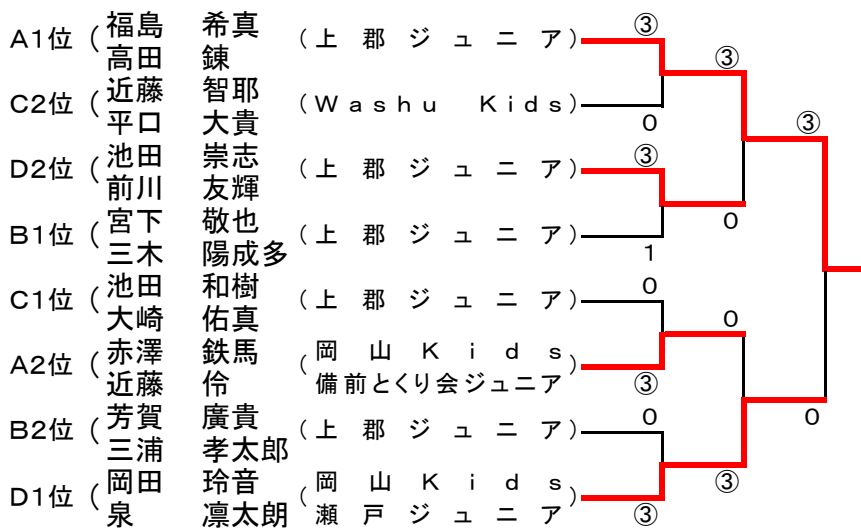 福島 希真
A1位 ( (上郡ジュニア) ③
高田 錬
③
近藤 智耶
C2位 ( (Washu Kids)
平口 大貴
0
③
池田 崇志
D2位 ( (上郡ジュニア) ③
前川 友輝
0
宮下 敬也
B1位 ( (上郡ジュニア)
三木 陽成多
1
池田 和樹
C1位 ( (上郡ジュニア) 0
大崎 佑真
0
赤澤 鉄馬 岡山Kids
A2位 ( ( )
近藤 伶 備前とくり会ジュニア
③
芳賀 廣貴
B2位 ( (上郡ジュニア) 0
三浦 孝太郎
0
岡田 玲音 岡山Kids
D1位 ( ( ) ③
泉 凛太朗 瀬戸ジュニア
③